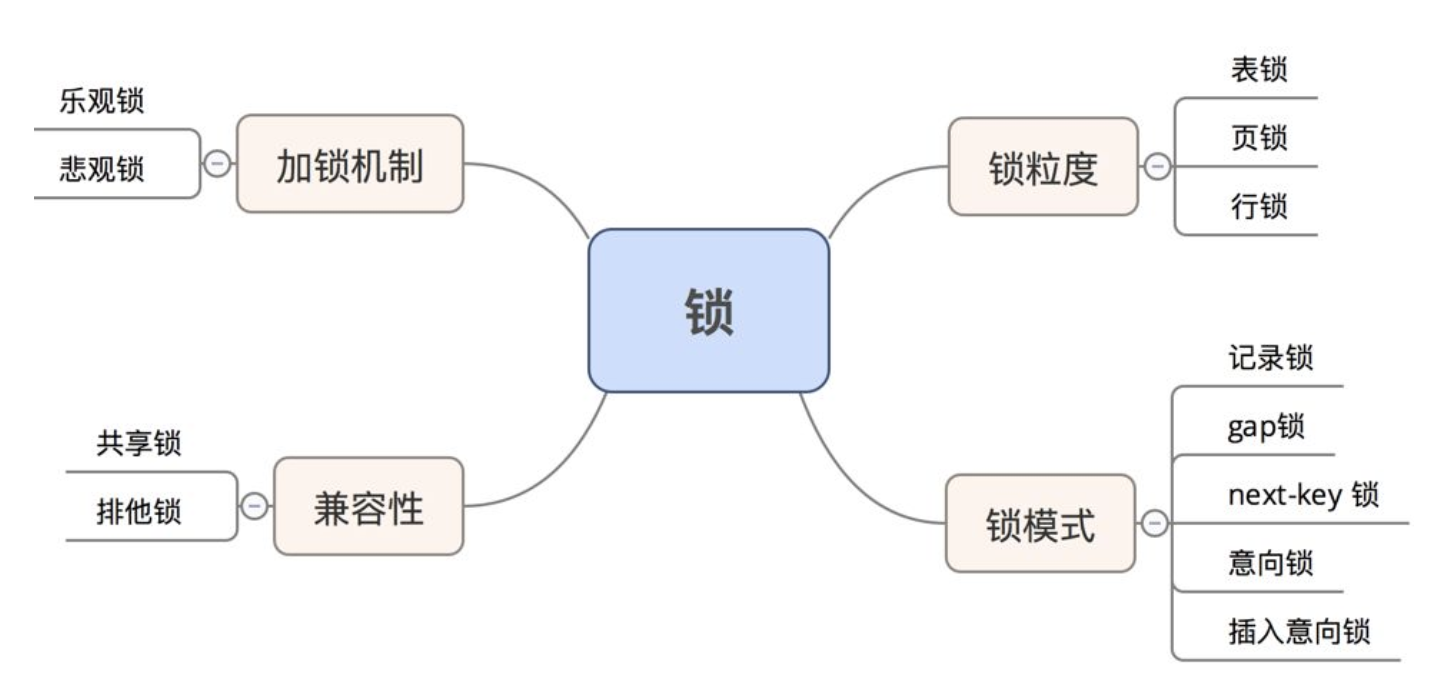 锁
加锁机制
乐观锁
悲观锁
兼容性
共享锁
排他锁
锁粒度
表锁
页锁
行锁
锁模式
记录锁
gap锁
next-key 锁
意向锁
插入意向锁